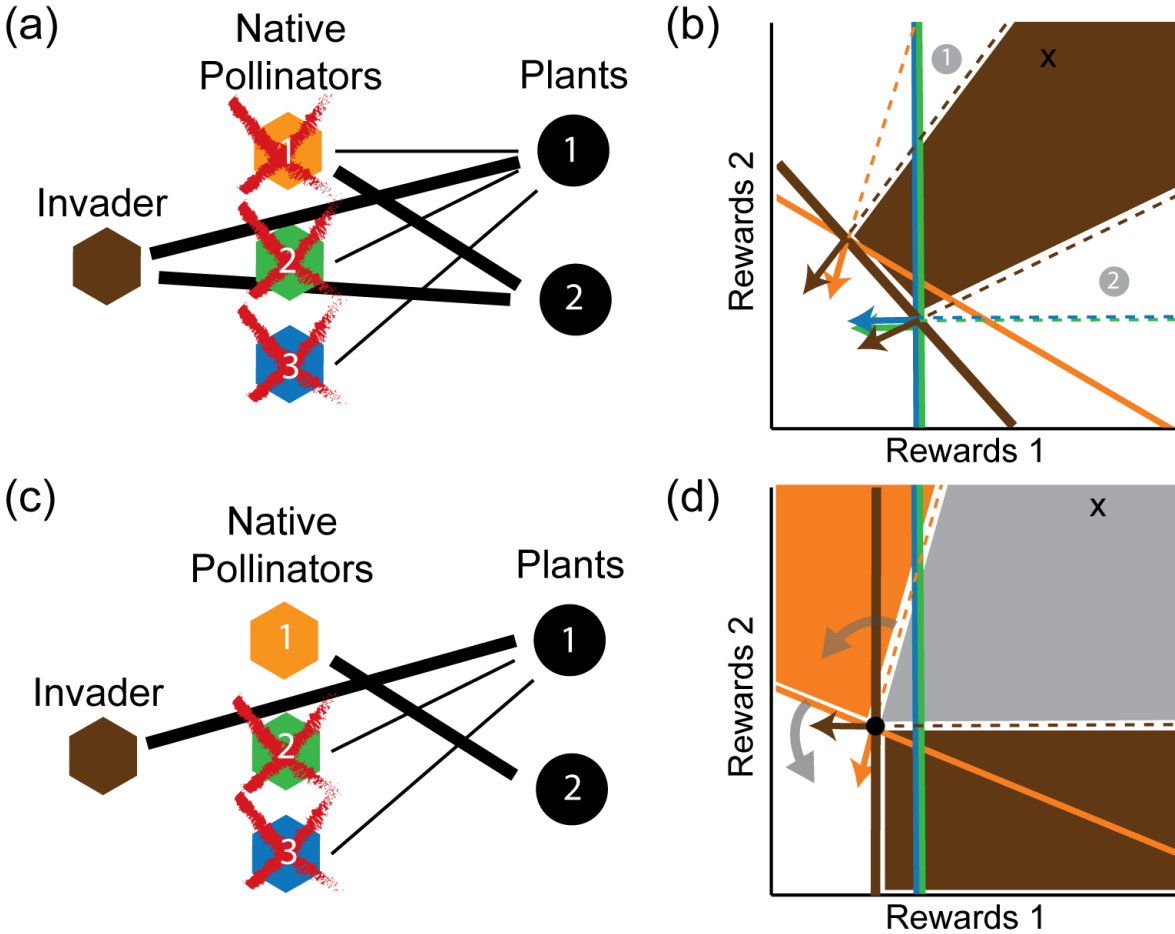 (a)
Native
Pollinators
Plants
Invader
1
2
3
1
2
(b)
Rewards 2
Rewards 1
1
2
x
(c)
Native
Pollinators
Plants
Invader
1
2
3
1
2
(d)
Rewards 2
Rewards 1
x